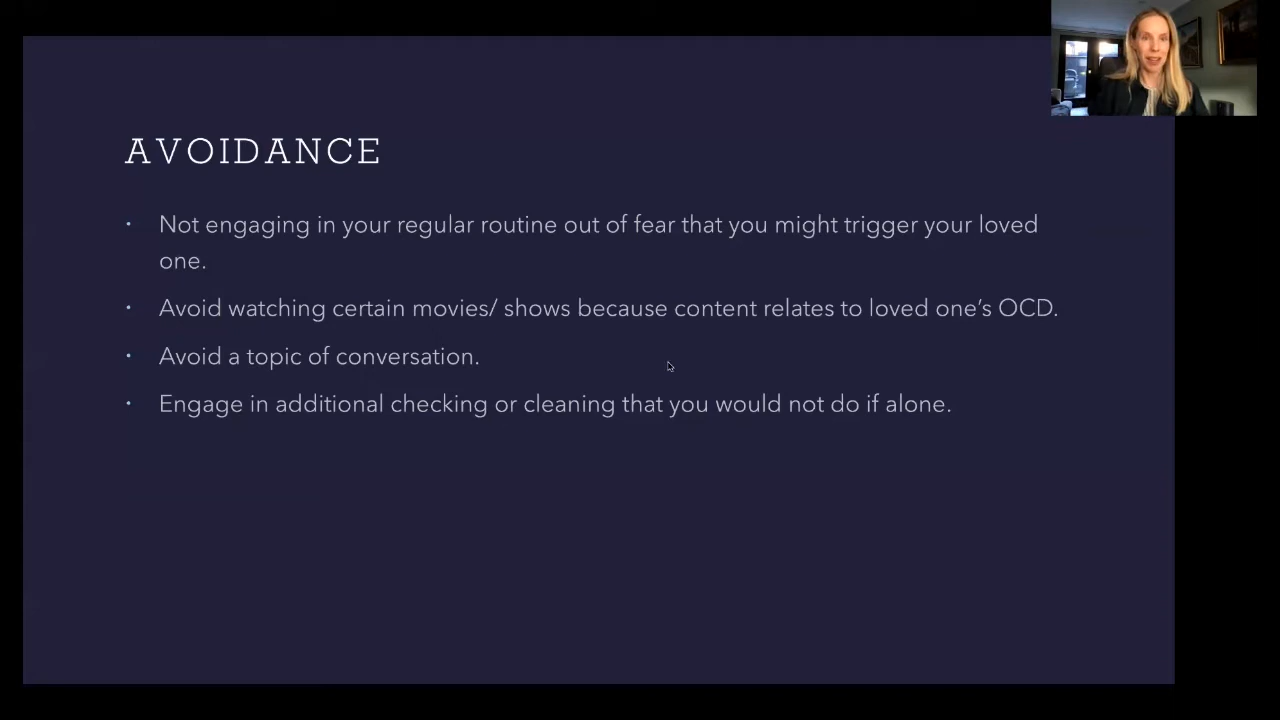 AVOIDANCE
• Not engaging in your regular routine out of fear that you might trigger your loved
one.
• Avoid watching certain movies/ shows because content relates to loved one’s OCD.
• Avoid a topic of conversation.
• Engage in additional checking or cleaning that you would not do if alone.